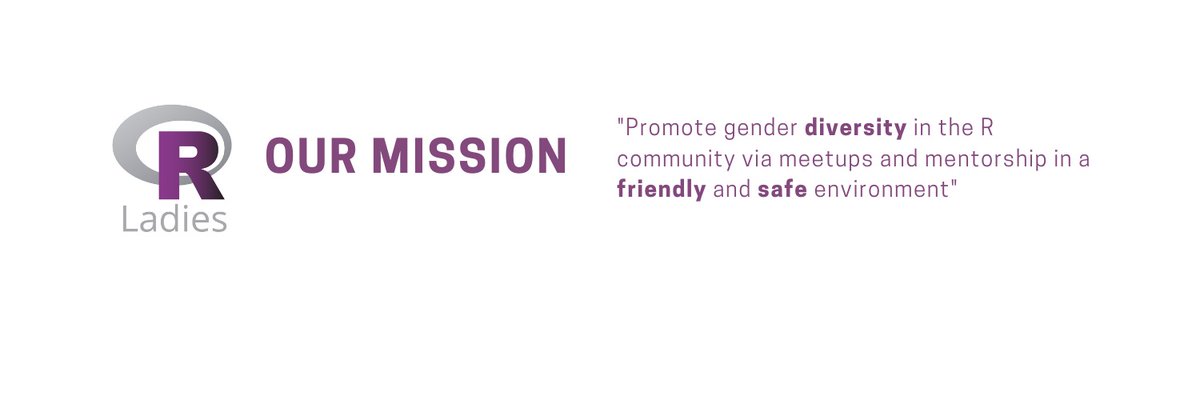 R
Ladies
OUR MISSION
"Promote gender diversity in the R
community via meetups and mentorship in a
friendly and safe environment"